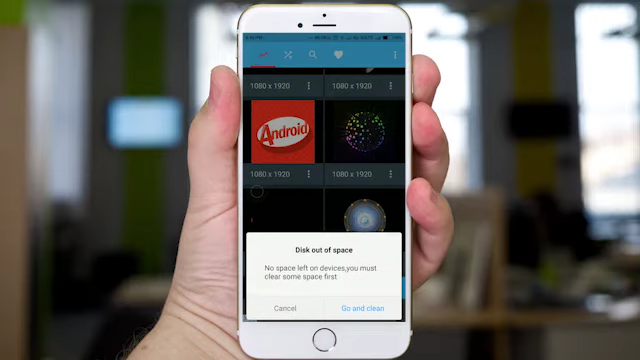 1080 x 1920
1080 x 1920
Android
1080 x 1920
1080 x 1920
Disk out of space
No space left on devices,you must
clear some space first
Cancel
Go and clean